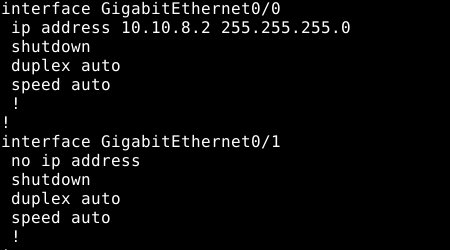 interface GigabitEthernet0/0
 ip address 10.10.8.2 255.255.255.0
 shutdown
 duplex auto
 speed auto
 !
!
interface GigabitEthernet0/1
 no ip address
 shutdown
 duplex auto
 speed auto
 !